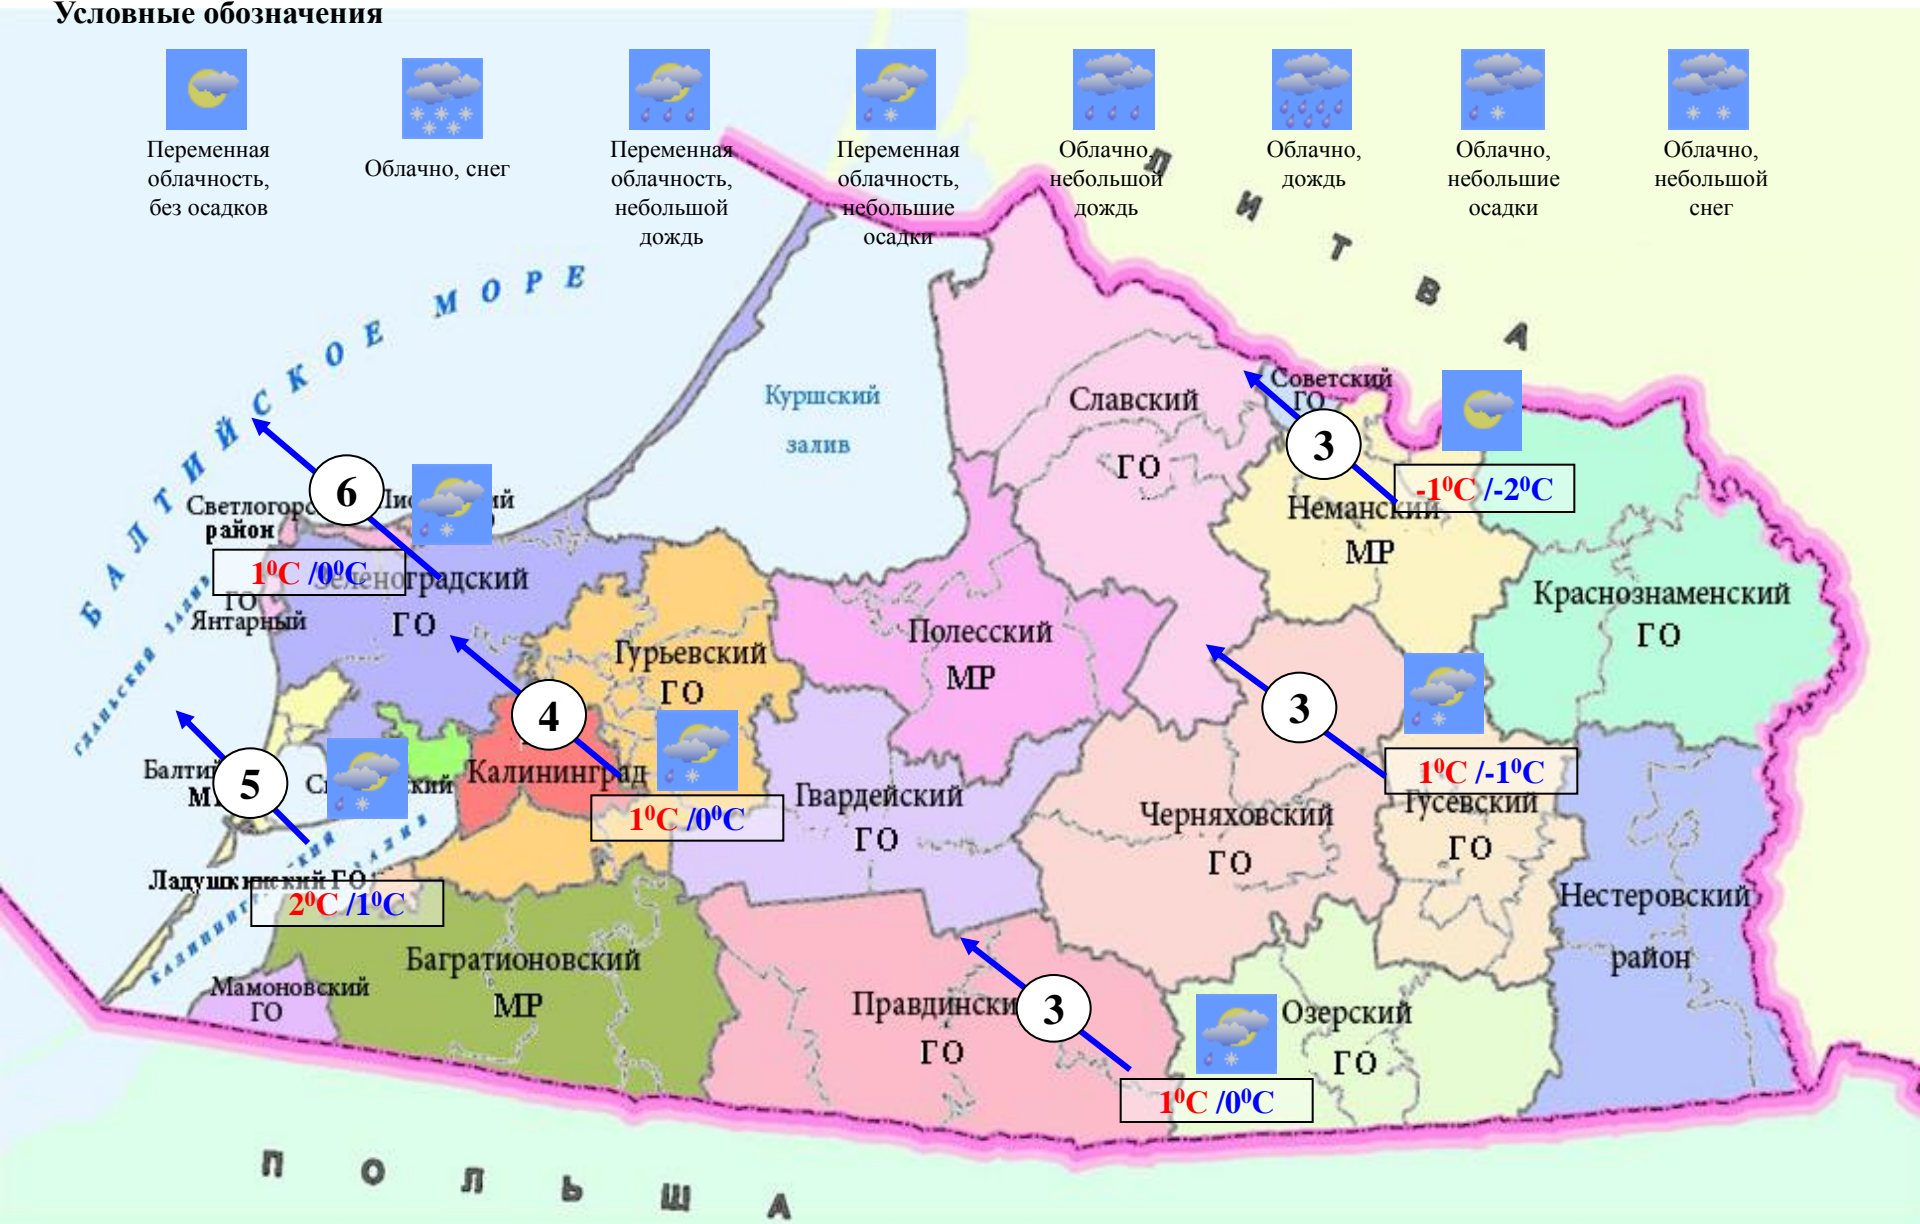 Условные обозначения
Переменная
облачность,
без осадков
Облачно, снег
Переменная
облачность,
небольшой
дождь
Переменная
облачность,
небольшие
осадки
Облачно,
небольшой
дождь
Облачно,
дождь
Облачно,
небольшие
осадки
Облачно,
небольшой
снег
ЛИТВА
БАЛТИЙСКОЕ МОРЕ
Куршский
залив
Славский
ГО
Советский
ГО
3
-1⁰C /-2⁰C
Неманский
МР
6
район
1⁰C /0⁰C
Зеленоградский
ГО
ГО
Янтарный
ГДАНЬСКИЙ ЗАЛИВ
Краснознаменский
ГО
Полесский
МР
Гурьевский
ГО
4
3
1⁰C /-1⁰C
5
Калининград
1⁰C /0⁰C
Гвардейский
ГО
Черняховский
ГО
Гусевский
ГО
Ладушкинский ГО
2⁰C /1⁰C
Нестеровский
район
Багратионовский
МР
Мамоновский
ГО
ГО
3
Озерский
ГО
1⁰C /0⁰C
ПОЛЬША